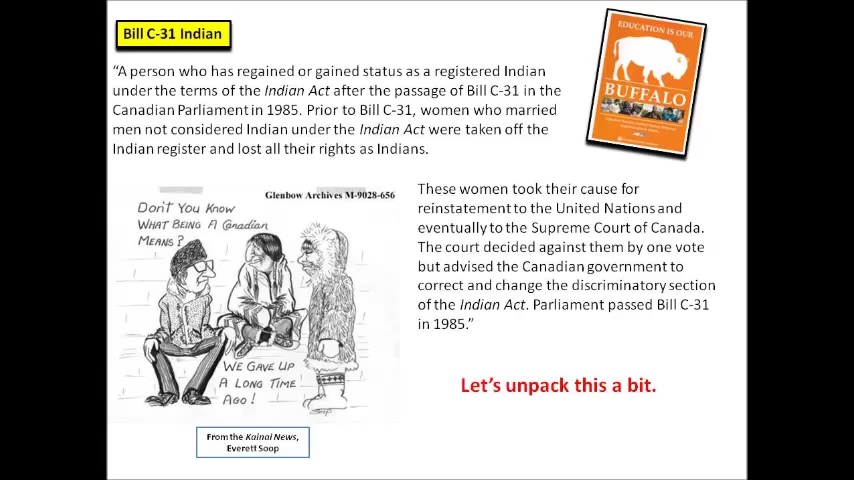 Bill C-31 Indian
EDUCATION IS OUR
BUFFALO
“A person who has regained or gained status as a registered Indian
under the terms of the Indian Act after the passage of Bill C-31 in the
Canadian Parliament in 1985. Prior to Bill C-31, women who married
men not considered Indian under the Indian Act were taken off the
Indian register and lost all their rights as Indians.
Glenbow Archives M-9028-656
DON'T YOU KNOW
WHAT BEING A Canadian
MEANS?
WE GAVE UP
A LONG TIME
AGO!
From the Kainai News,
Everett Soop
These women took their cause for
reinstatement to the United Nations and
eventually to the Supreme Court of Canada.
The court decided against them by one vote
but advised the Canadian government to
correct and change the discriminatory section
of the Indian Act. Parliament passed Bill C-31
in 1985.”
Let’s unpack this a bit.